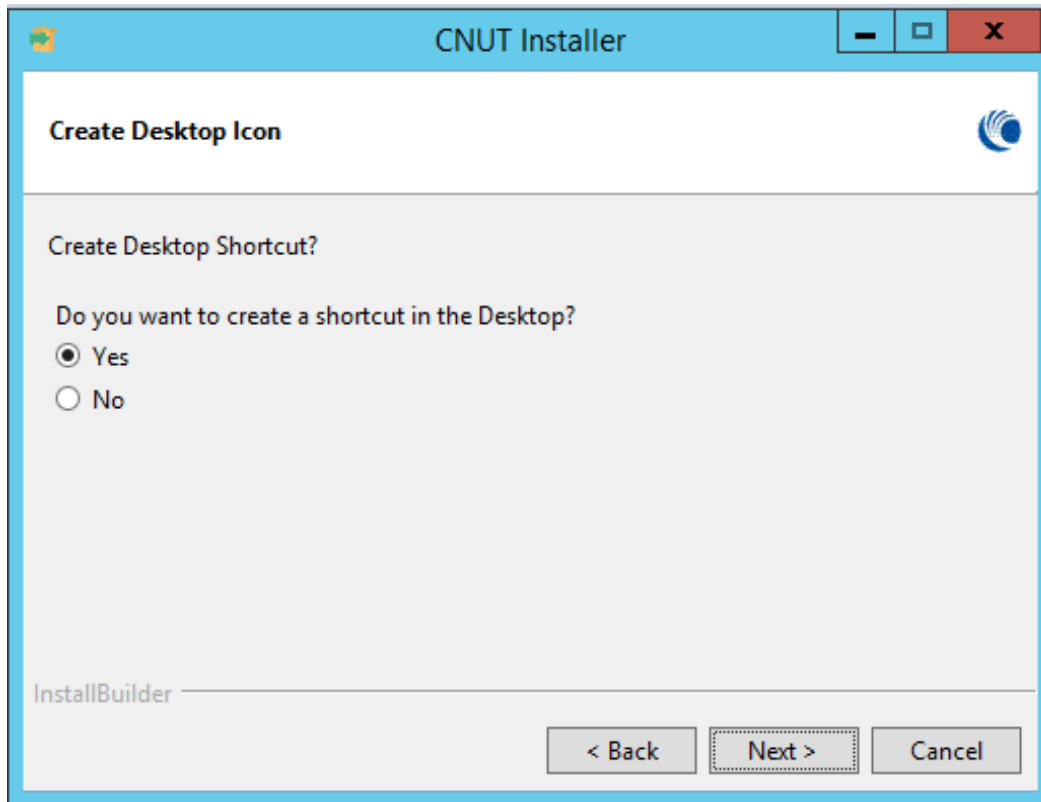 CNUT Installer
Create Desktop Icon
Create Desktop Shortcut?
Do you want to create a shortcut in the Desktop?
Yes
No
InstallBuilder
< Back Next > Cancel